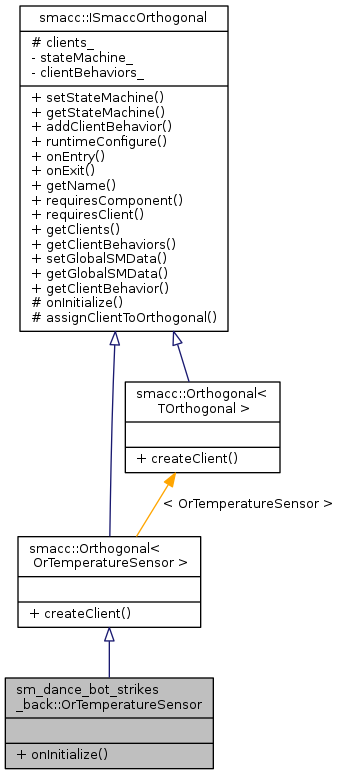 smacc::ISmaccOrthogonal
# clients_
- stateMachine_
- clientBehaviors_
+ setStateMachine()
+ getStateMachine()
+ addClientBehavior()
+ runtimeConfigure()
+ onEntry()
+ onExit()
+ getName()
+ requiresComponent()
+ requiresClient()
+ getClients()
+ getClientBehaviors()
+ setGlobalSMData()
+ getGlobalSMData()
+ getClientBehavior()
# onInitialize()
# assignClientToOrthogonal()
smacc::Orthogonal<
TOrthogonal >
+ createClient()
< OrTemperatureSensor >
smacc::Orthogonal<
OrTemperatureSensor >
+ createClient()
sm_dance_bot_strikes
_back::OrTemperatureSensor
+ onInitialize()